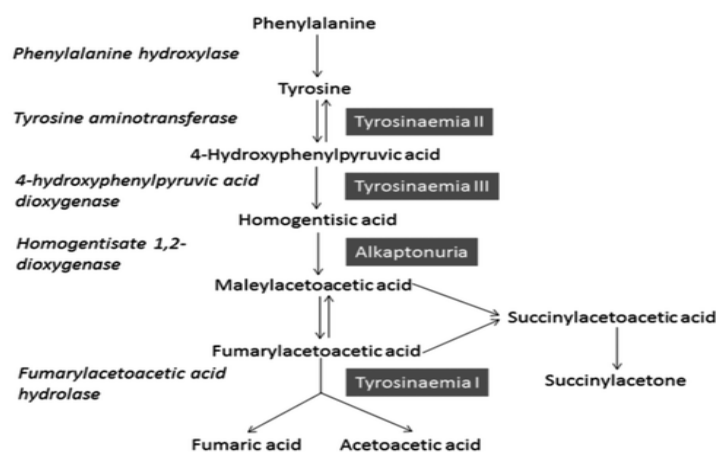 Phenylalanine
Phenylalanine hydroxylase
Tyrosine
Tyrosine aminotransferase
Tyrosinaemia II
4-Hydroxyphenylpyruvic acid
4-hydroxyphenylpyruvic acid
dioxygenase
Tyrosinaemia III
Homogentisic acid
Homogentisate 1,2-
dioxygenase
Alkaptonuria
Maleylacetoacetic acid
Succinylacetoacetic acid
Fumarylacetoacetic acid
Fumarylacetoacetic acid
hydrolase
Tyrosinaemia I
Succinylacetone
Fumaric acid
Acetoacetic acid